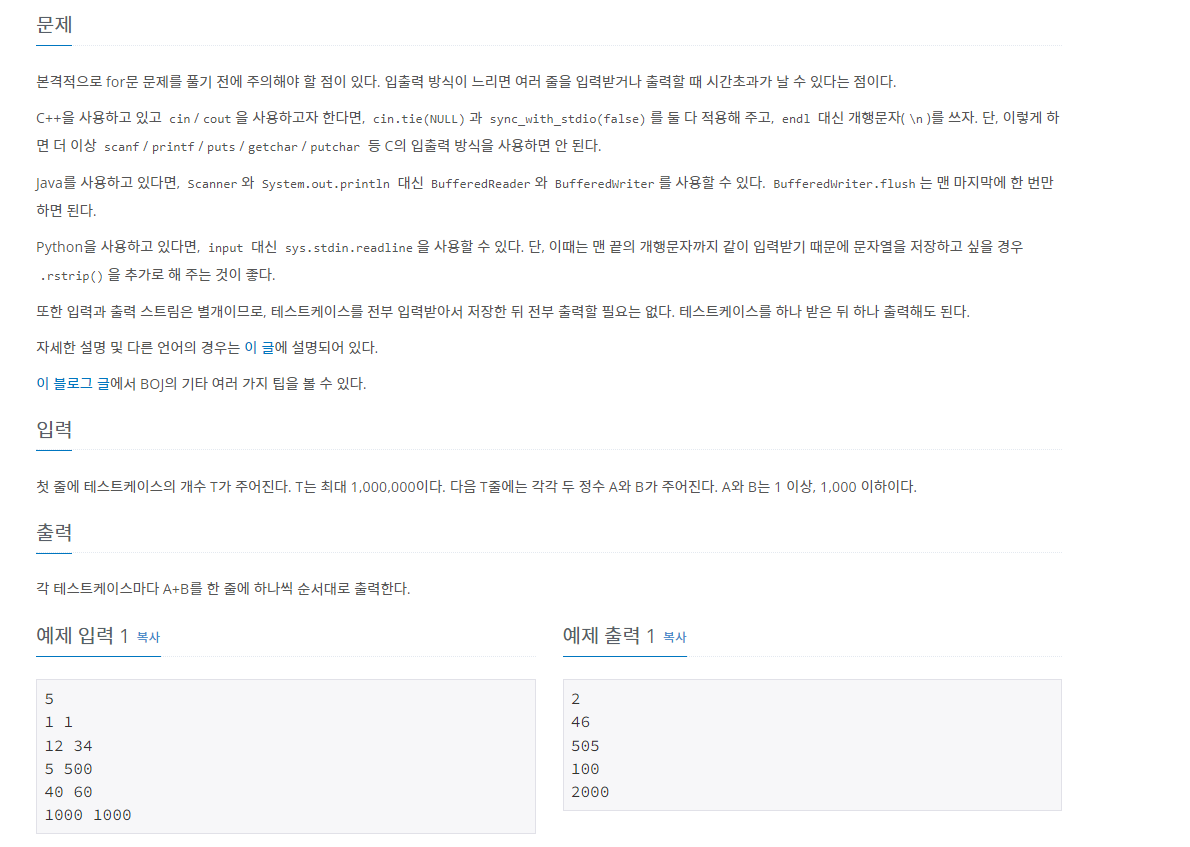 문제
본격적으로 for문 문제를 풀기 전에 주의해야 할 점이 있다. 입출력 방식이 느리면 여러 줄을 입력받거나 출력할 때 시간초과가 날 수 있다는 점이다.
C++을 사용하고 있고 cin / cout 을 사용하고자 한다면, cin.tie(NULL) 과 sync_with_stdio(false) 를 둘 다 적용해 주고, endl 대신 개행문자( \n )를 쓰자. 단, 이렇게 하
면 더 이상 scanf / printf / puts / getchar / putchar 등 C의 입출력 방식을 사용하면 안 된다.
Java를 사용하고 있다면, Scanner 와 System.out.println 대신 BufferedReader 와 BufferedWriter 를 사용할 수 있다. BufferedWriter.flush 는 맨 마지막에 한 번만
하면 된다.
Python을 사용하고 있다면, input 대신 sys.stdin.readline 을 사용할 수 있다. 단, 이때는 맨 끝의 개행문자까지 같이 입력받기 때문에 문자열을 저장하고 싶을 경우
.rstrip() 을 추가로 해 주는 것이 좋다.
또한 입력과 출력 스트림은 별개이므로, 테스트케이스를 전부 입력받아서 저장한 뒤 전부 출력할 필요는 없다. 테스트케이스를 하나 받은 뒤 하나 출력해도 된다.
자세한 설명 및 다른 언어의 경우는 이 글에 설명되어 있다.
이 블로그 글에서 BOJ의 기타 여러 가지 팁을 볼 수 있다.
입력
첫 줄에 테스트케이스의 개수 T가 주어진다. T는 최대 1,000,000이다. 다음 T줄에는 각각 두 정수 A와 B가 주어진다. A와 B는 1 이상, 1,000 이하이다.
출력
각 테스트케이스마다 A+B를 한 줄에 하나씩 순서대로 출력한다.
예제 입력 1 복사
5
1 1
12 34
5 500
40 60
1000 1000
예제 출력 1 복사
2
46
505
100
2000